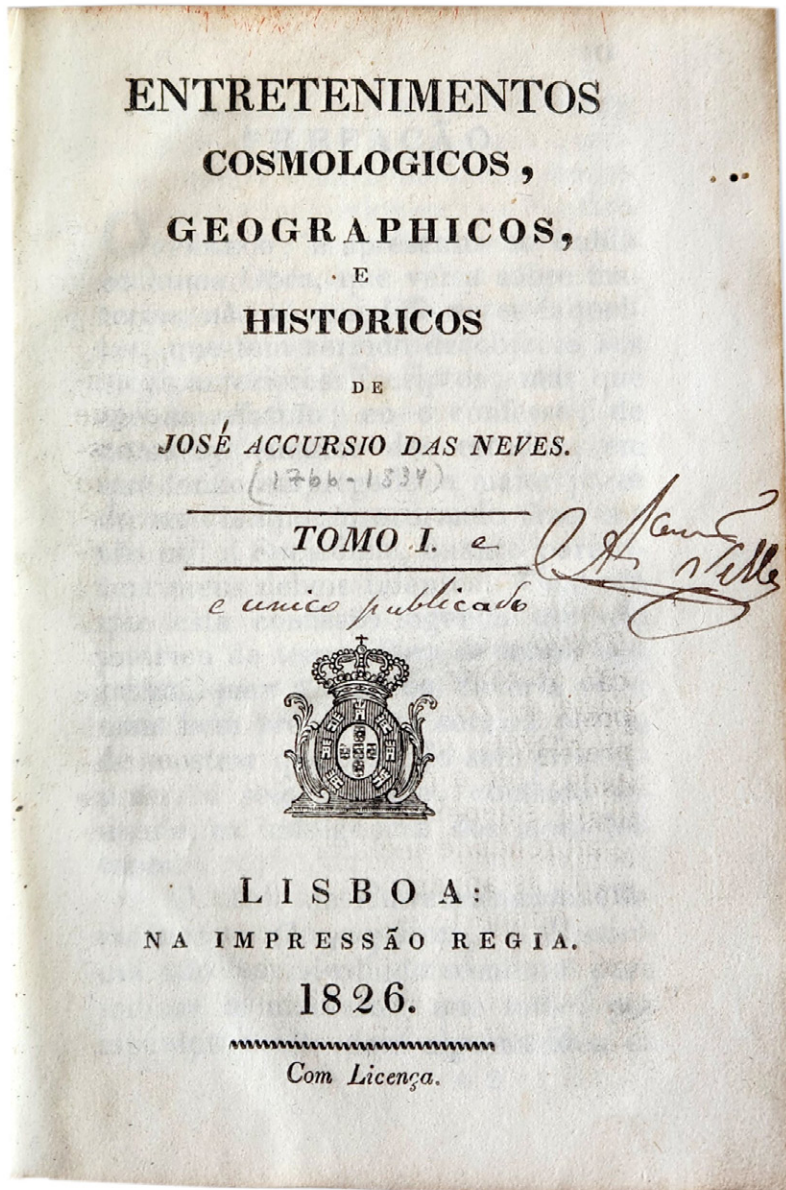 ENTRETENIMENTOS
COSMOLOGICOS,
GEOGRAPHICOS,
E
HISTORICOS
DE
JOSÉ ACCURSIO DAS NEVES.
(1766-1834)
TOMO I. e
e unico publicado
LISBOA:
NA IMPRESSÃO REGIA.
1826.
Com Licença.